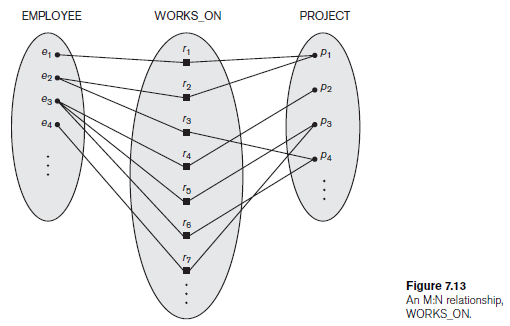 EMPLOYEE WORKS_ON PROJECT
e1
e2
e3
e4
r1
r2
r3
r4
r5
r6
r7
p1
p2
p3
p4
Figure 7.13
An M:N relationship,
WORKS_ON.